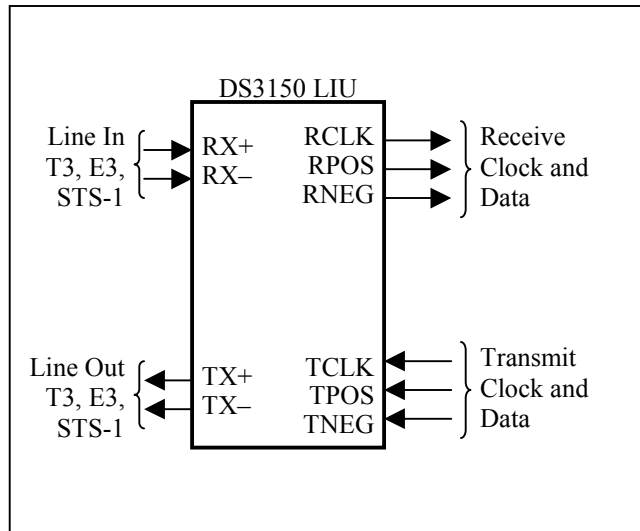 DS3150 LIU
Line In
T3, E3,
STS-1
RX+
RX–
RCLK
RPOS
RNEG
Receive
Clock and
Data
Line Out
T3, E3,
STS-1
TX+
TX–
TCLK
TPOS
TNEG
Transmit
Clock and
Data